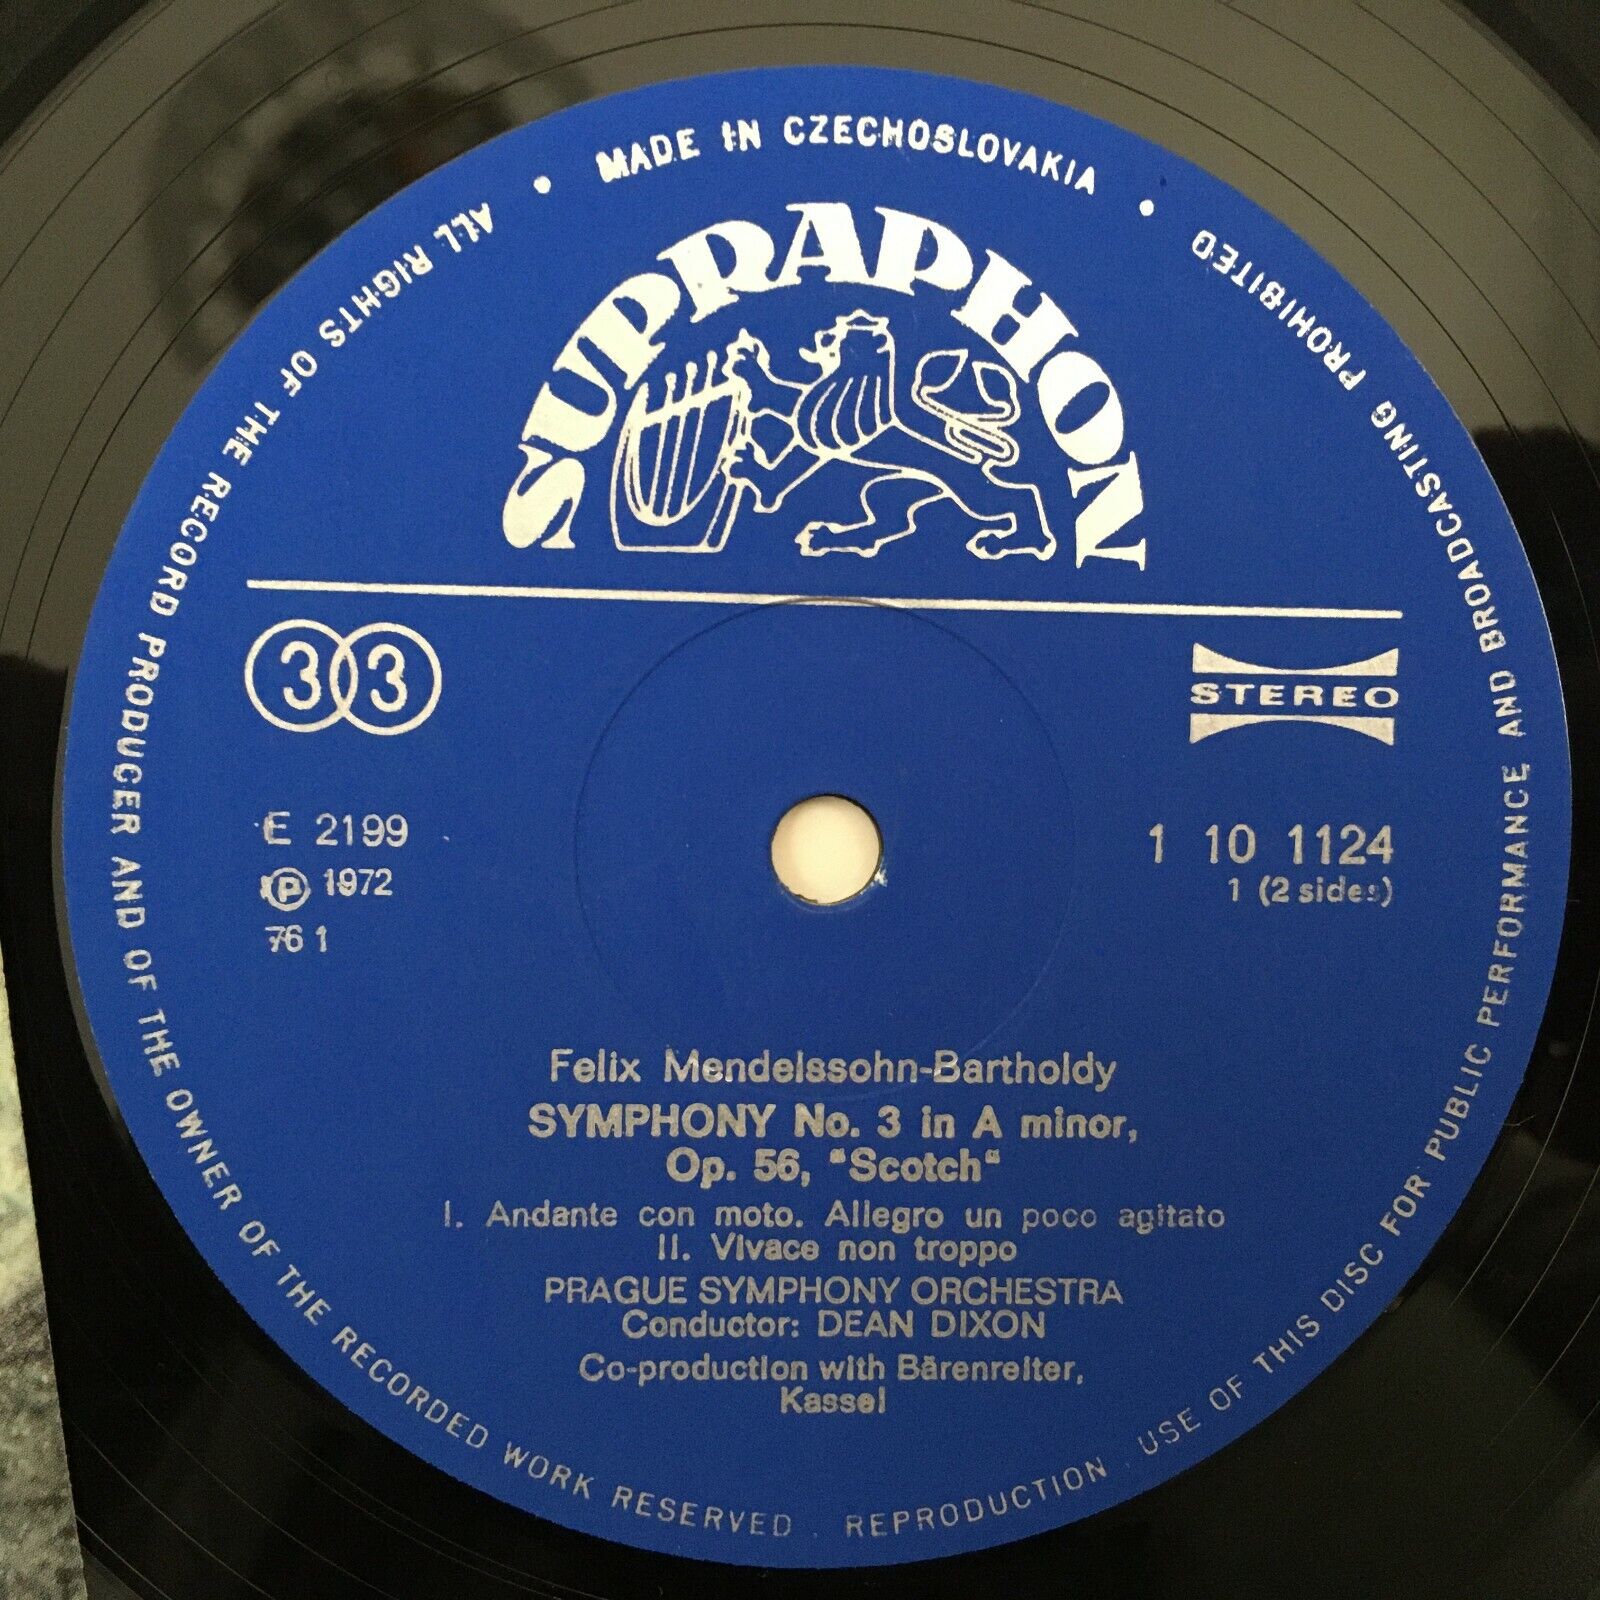 MADE IN CZECHOSLOVAKIA
SUPRAPHON
33
STEREO
E 2199
1 10 1124
Ⓟ 1972
1 (2 sides)
76 1
Felix Mendelssohn-Bartholdy
SYMPHONY No. 3 in A minor,
Op. 56, "Scotch"
I. Andante con moto. Allegro un poco agitato
II. Vivace non troppo
PRAGUE SYMPHONY ORCHESTRA
Conductor: DEAN DIXON
Co-production with Bärenreiter,
Kassel
ALL RIGHTS OF THE RECORD PRODUCER AND OF THE OWNER OF THE RECORDED WORK RESERVED . REPRODUCTION . USE OF THIS DISC FOR PUBLIC PERFORMANCE AND BROADCASTING PROHIBITED